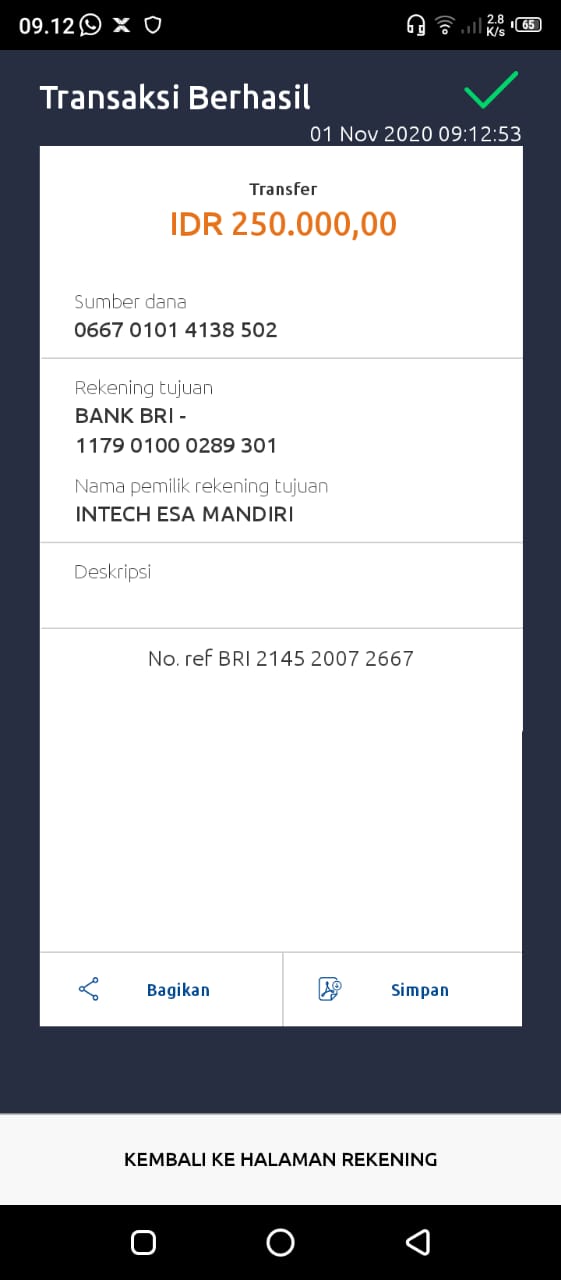 09.12
2.8
K/s
65
Transaksi Berhasil
01 Nov 2020 09:12:53
Transfer
IDR 250.000,00
Sumber dana
0667 0101 4138 502
Rekening tujuan
BANK BRI -
1179 0100 0289 301
Nama pemilik rekening tujuan
INTECH ESA MANDIRI
Deskripsi
No. ref BRI 2145 2007 2667
Bagikan
Simpan
KEMBALI KE HALAMAN REKENING